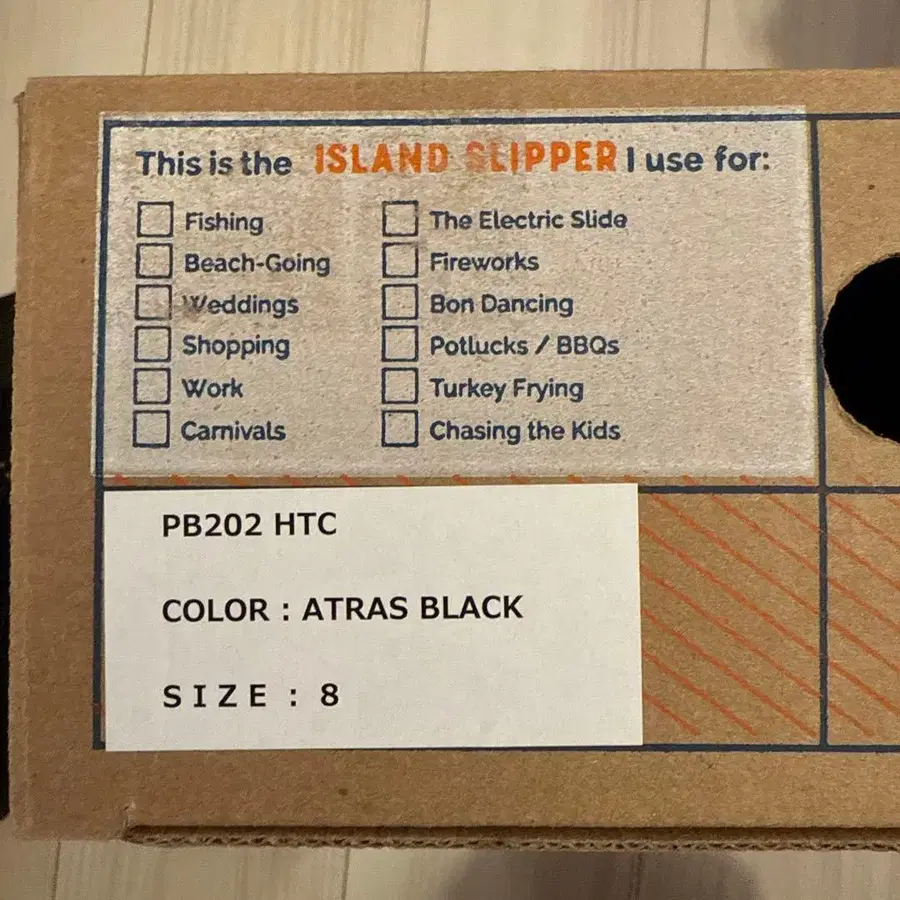 This is the ISLAND SLIPPER I use for:
Fishing
Beach-Going
Weddings
Shopping
Work
Carnivals
The Electric Slide
Fireworks
Bon Dancing
Potlucks / BBQs
Turkey Frying
Chasing the Kids
PB202 HTC
COLOR : ATRAS BLACK
SIZE : 8